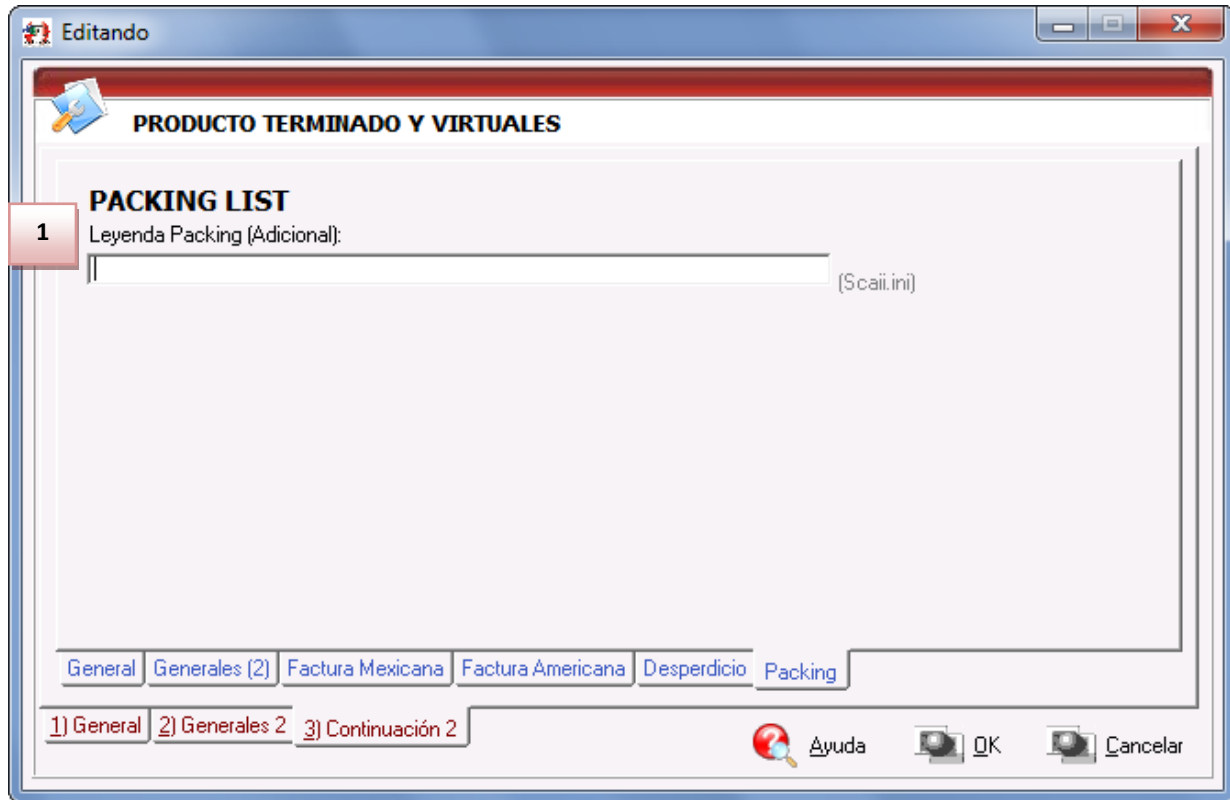 Editando
PRODUCTO TERMINADO Y VIRTUALES
PACKING LIST
1
Leyenda Packing (Adicional):
(Scaii.ini)
General Generales (2) Factura Mexicana Factura Americana Desperdicio Packing
1) General 2) Generales 2 3) Continuación 2
Ayuda OK Cancelar